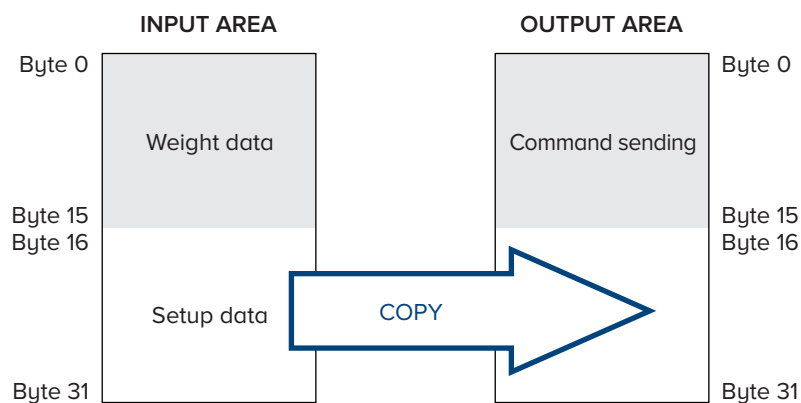 INPUT AREA
OUTPUT AREA
Byte 0
Byte 0
Weight data
Command sending
Byte 15
Byte 15
Byte 16
Byte 16
Setup data
COPY
Byte 31
Byte 31